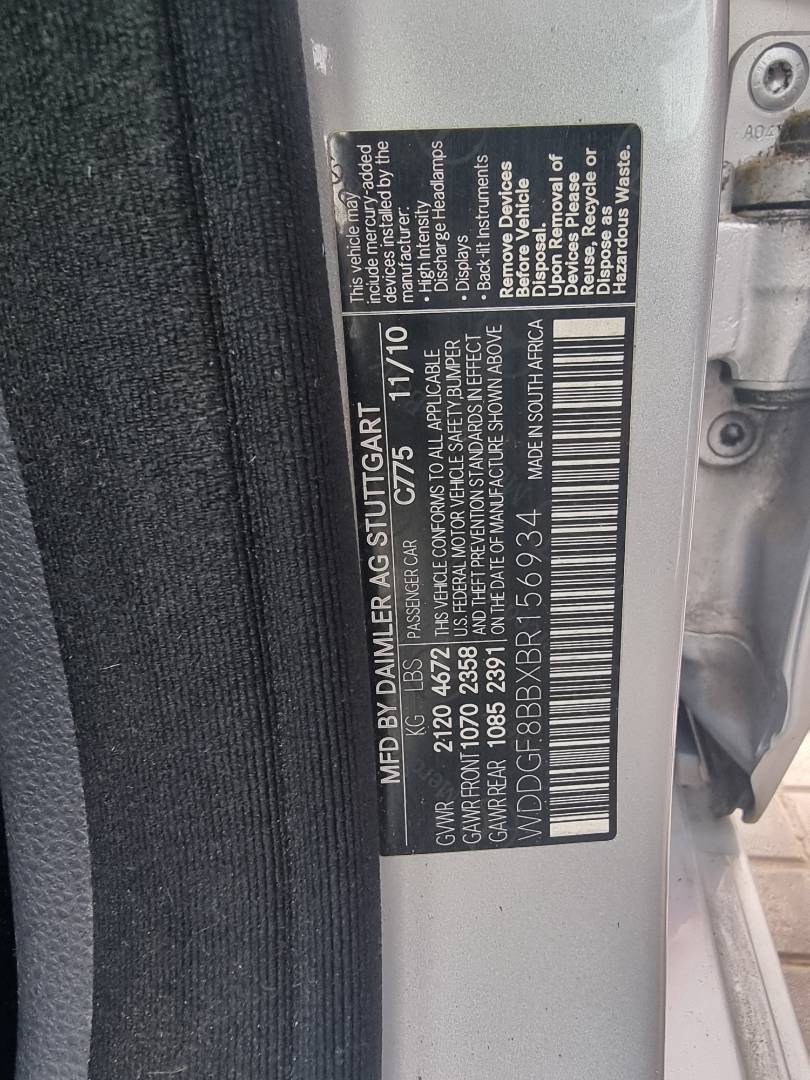 MFD BY DAIMLER AG STUTTGART
KG LBS PASSENGER CAR C775 11/10
GVWR 2120 4672 THIS VEHICLE CONFORMS TO ALL APPLICABLE
GAWR FRONT 1070 2358 U.S. FEDERAL MOTOR VEHICLE SAFETY, BUMPER
GAWR REAR 1085 2391 AND THEFT PREVENTION STANDARDS IN EFFECT
ON THE DATE OF MANUFACTURE SHOWN ABOVE
WDDGF8BBXBR156934 MADE IN SOUTH AFRICA
This vehicle may
include mercury-added
devices installed by the
manufacturer:
• High Intensity
Discharge Headlamps
• Displays
• Back-lit Instruments
Remove Devices
Before Vehicle
Disposal.
Upon Removal of
Devices Please
Reuse, Recycle or
Dispose as
Hazardous Waste.